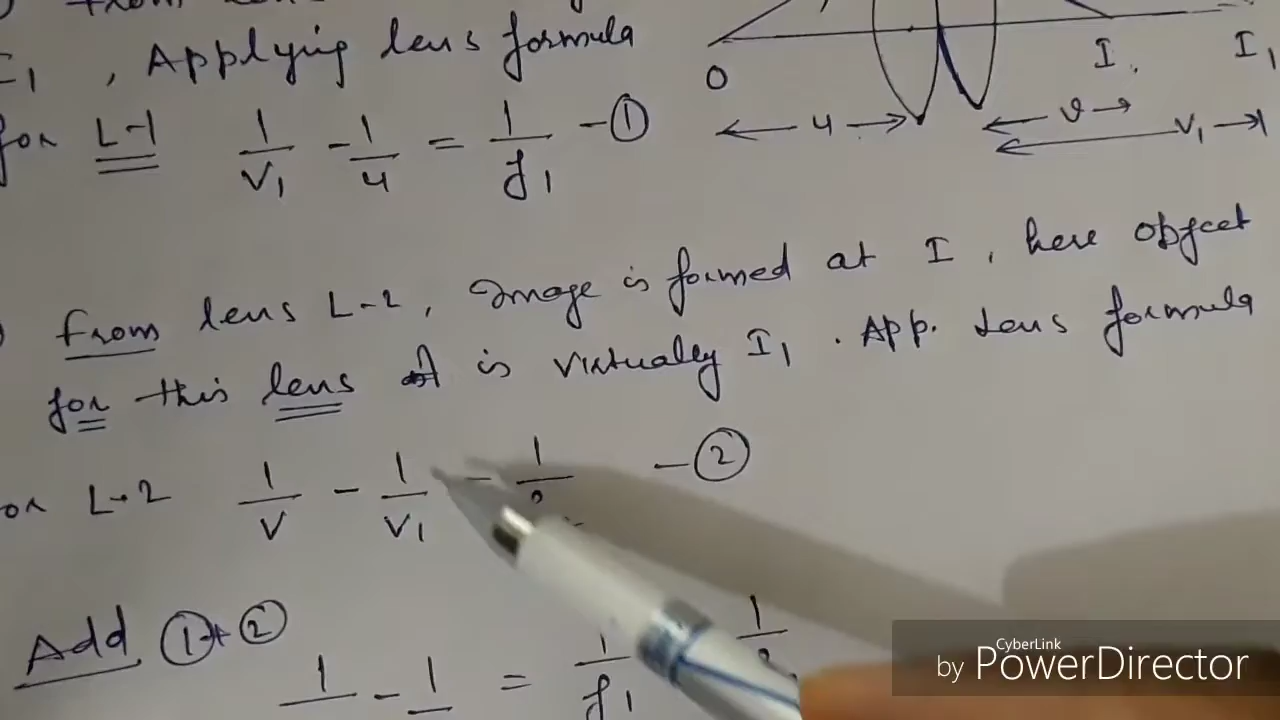 from
I₁, Applying lens formula
for L-1 1/v₁ - 1/u = 1/f₁ - ①
O I I₁
u v v₁
From lens L-2, Image is formed at I, here object
for this lens is virtually I₁. App. Lens formula
for L-2 1/v - 1/v₁ = 1/ - ②
Add ① + ②
1/ - 1/ = 1/f₁ 1/
CyberLink
by PowerDirector